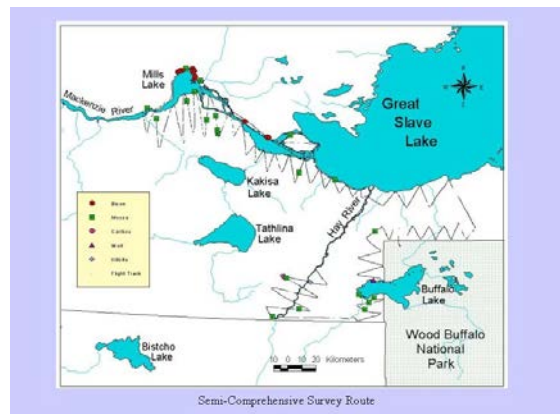 Mills
Lake
Mackenzie River
Great
Slave
Lake
Kakisa
Lake
Tathlina
Lake
Hay River
Bison
Moose
Caribou
Wolf
Flight Track
Buffalo
Lake
Wood Buffalo
National
Park
Bistcho
Lake
10 0 10 20 Kilometers
Semi-Comprehensive Survey Route